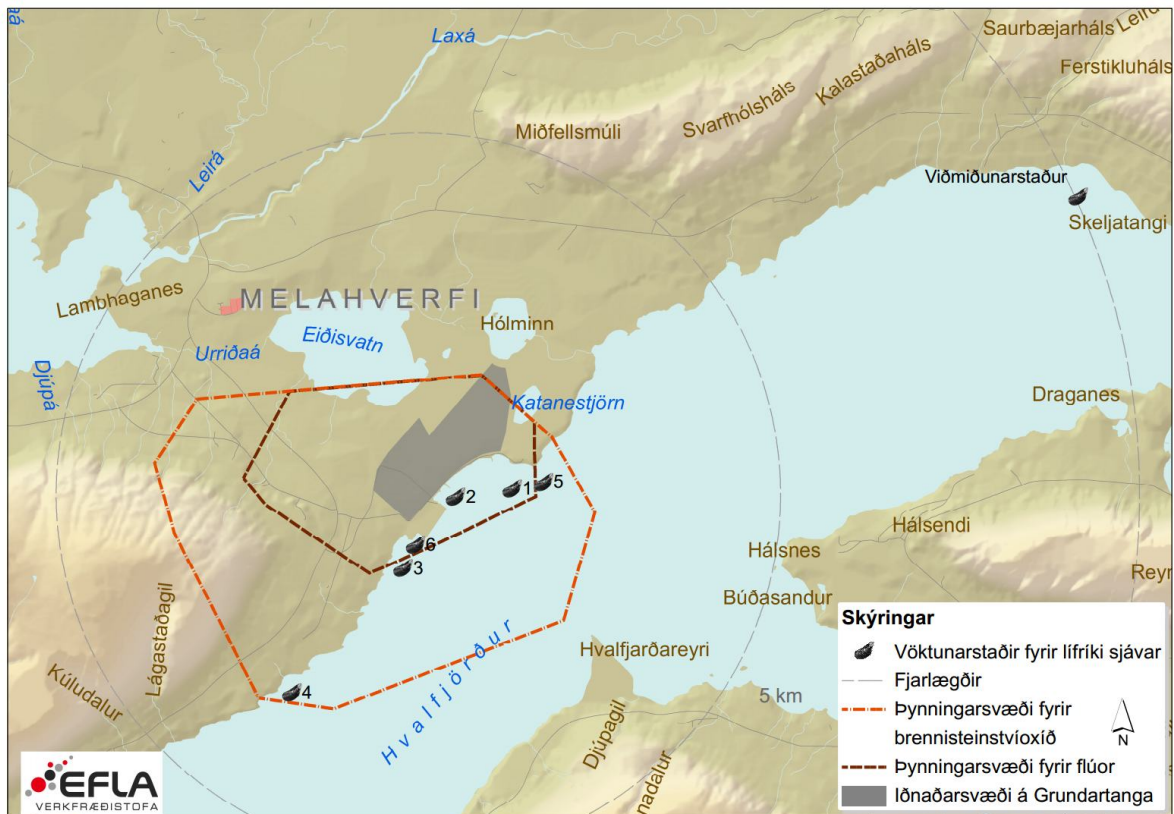 Laxá
Saurbæjarháls
Leirá
Ferstikluháls
Kalastaðaháls
Svarfhólsháls
Miðfellsmúli
Leirá
Viðmiðunarstaður
Skeljatangi
Lambhaganes
MELAHVERFI
Hólminn
Eiðisvatn
Urriðaá
Djúpá
Katanestjörn
Draganes
1
5
2
Hálsendi
6
3
Hálsnes
Búðasandur
Lágastaðagil
Hvalfjörður
Hvalfjarðareyri
Kúludalur
4
5 km
Djúpagil
Skýringar
Vöktunarstaðir fyrir lífríki sjávar
Fjarlægðir
Þynningarsvæði fyrir
brennisteinstvíoxíð
N
Þynningarsvæði fyrir flúor
Iðnaðarsvæði á Grundartanga
EFLA
VERKFRÆÐISTOFA